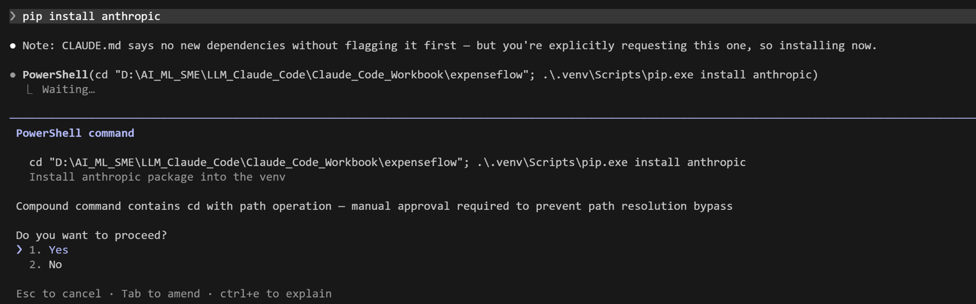 ❯ pip install anthropic
● Note: CLAUDE.md says no new dependencies without flagging it first — but you're explicitly requesting this one, so installing now.
● PowerShell(cd "D:\AI_ML_SME\LLM_Claude_Code\Claude_Code_Workbook\expenseflow"; .\.venv\Scripts\pip.exe install anthropic)
⎿ Waiting…
PowerShell command
cd "D:\AI_ML_SME\LLM_Claude_Code\Claude_Code_Workbook\expenseflow"; .\.venv\Scripts\pip.exe install anthropic
Install anthropic package into the venv
Compound command contains cd with path operation — manual approval required to prevent path resolution bypass
Do you want to proceed?
❯ 1. Yes
2. No
Esc to cancel · Tab to amend · ctrl+e to explain